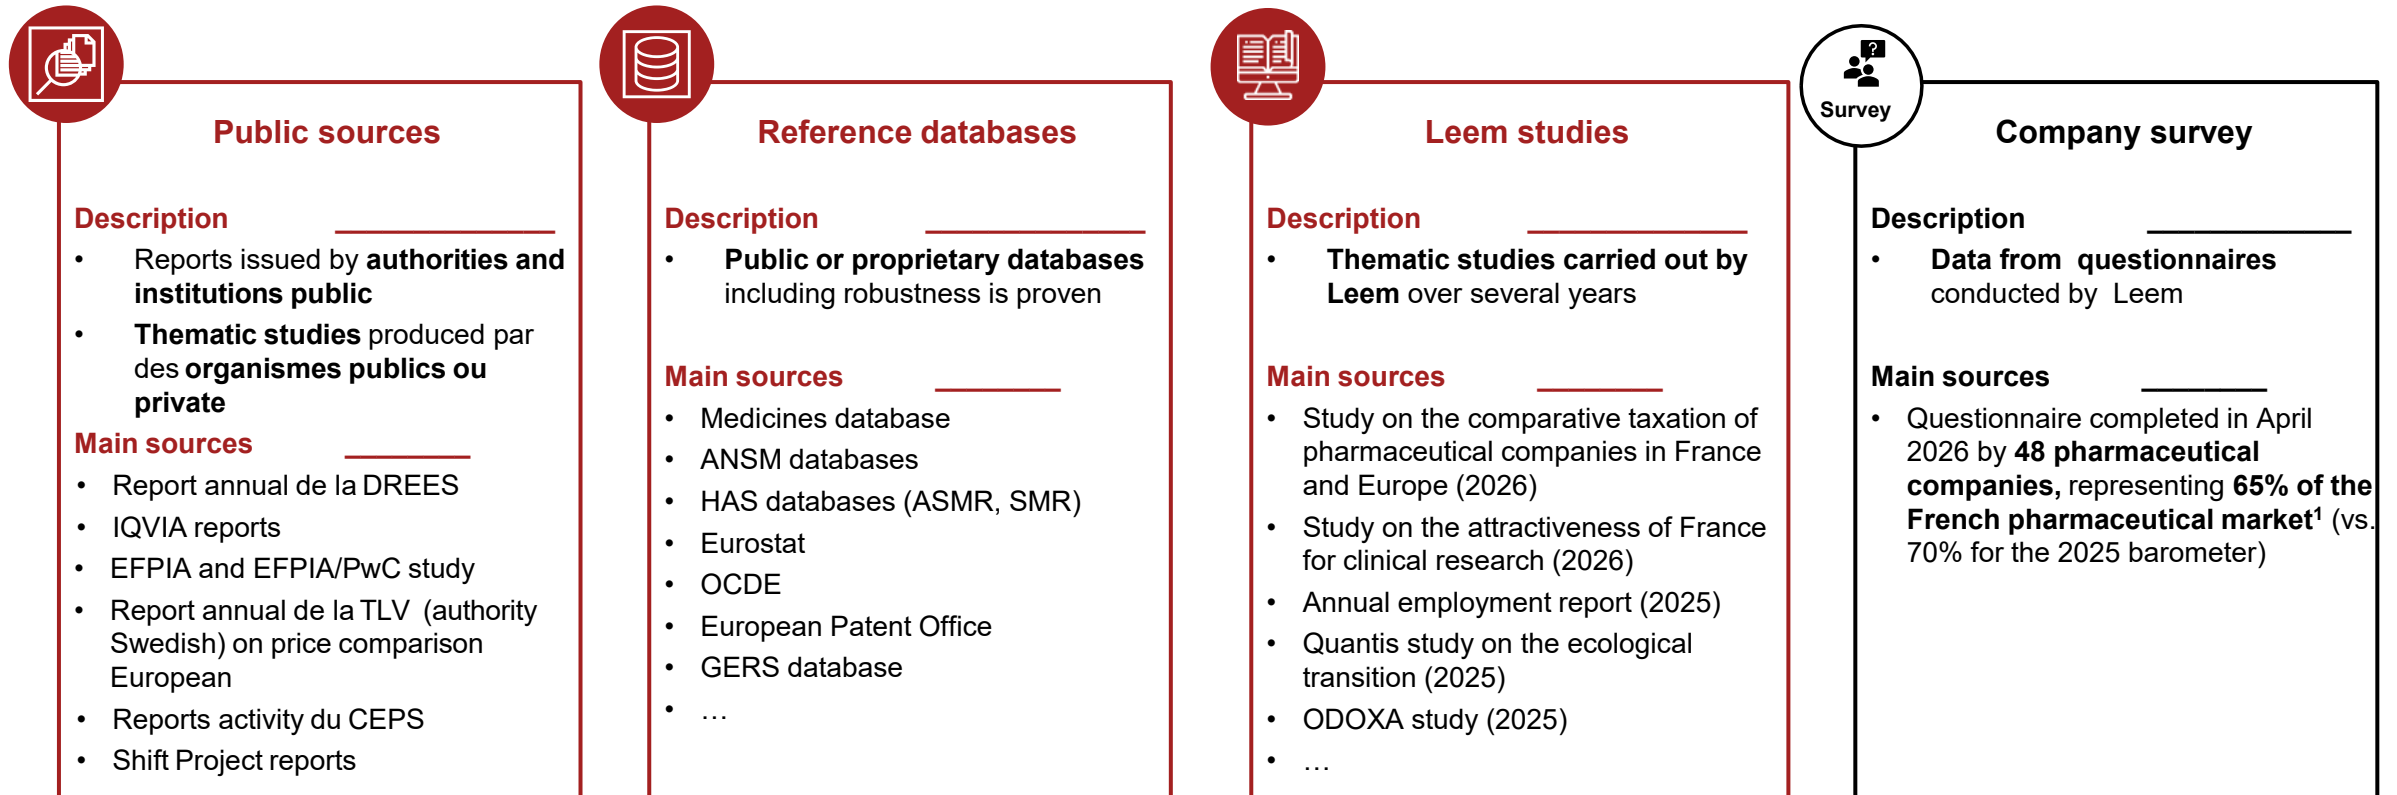 Public sources
Description
• Reports issued by authorities and
institutions public
• Thematic studies produced par
des organismes publics ou
private
Main sources
• Report annual de la DREES
• IQVIA reports
• EFPIA and EFPIA/PwC study
• Report annual de la TLV (authority
Swedish) on price comparison
European
• Reports activity du CEPS
• Shift Project reports
Reference databases
Description
• Public or proprietary databases
including robustness is proven
Main sources
• Medicines database
• ANSM databases
• HAS databases (ASMR, SMR)
• Eurostat
• OCDE
• European Patent Office
• GERS database
• …
Leem studies
Description
• Thematic studies carried out by
Leem over several years
Main sources
• Study on the comparative taxation of
pharmaceutical companies in France
and Europe (2026)
• Study on the attractiveness of France
for clinical research (2026)
• Annual employment report (2025)
• Quantis study on the ecological
transition (2025)
• ODOXA study (2025)
• …
?
Survey
Company survey
Description
• Data from questionnaires
conducted by Leem
Main sources
• Questionnaire completed in April
2026 by 48 pharmaceutical
companies, representing 65% of the
French pharmaceutical market¹ (vs.
70% for the 2025 barometer)